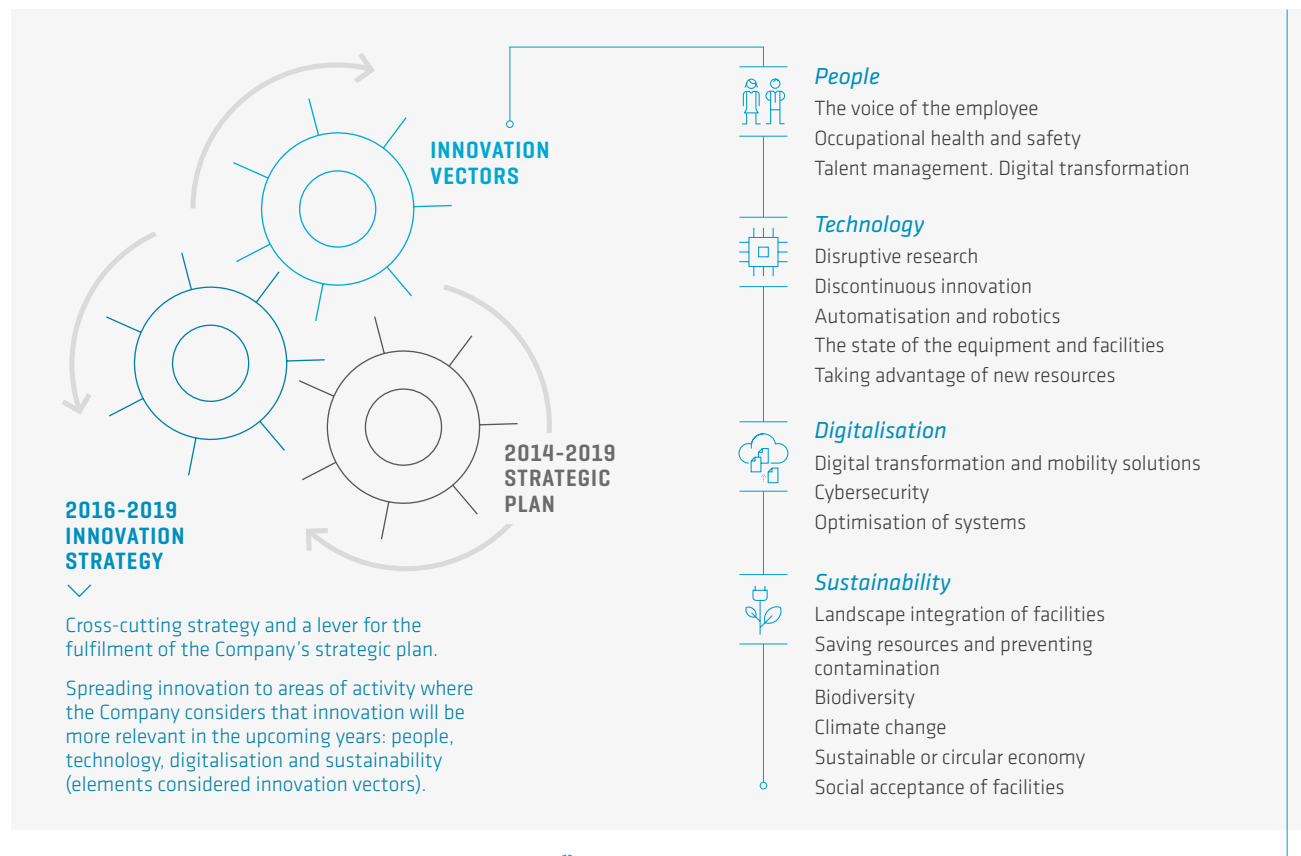 INNOVATION
VECTORS
2014-2019
STRATEGIC
PLAN
2016-2019
INNOVATION
STRATEGY
Cross-cutting strategy and a lever for the
fulfilment of the Company's strategic plan.
Spreading innovation to areas of activity where
the Company considers that innovation will be
more relevant in the upcoming years: people,
technology, digitalisation and sustainability
(elements considered innovation vectors).
People
The voice of the employee
Occupational health and safety
Talent management. Digital transformation
Technology
Disruptive research
Discontinuous innovation
Automatisation and robotics
The state of the equipment and facilities
Taking advantage of new resources
Digitalisation
Digital transformation and mobility solutions
Cybersecurity
Optimisation of systems
Sustainability
Landscape integration of facilities
Saving resources and preventing
contamination
Biodiversity
Climate change
Sustainable or circular economy
Social acceptance of facilities